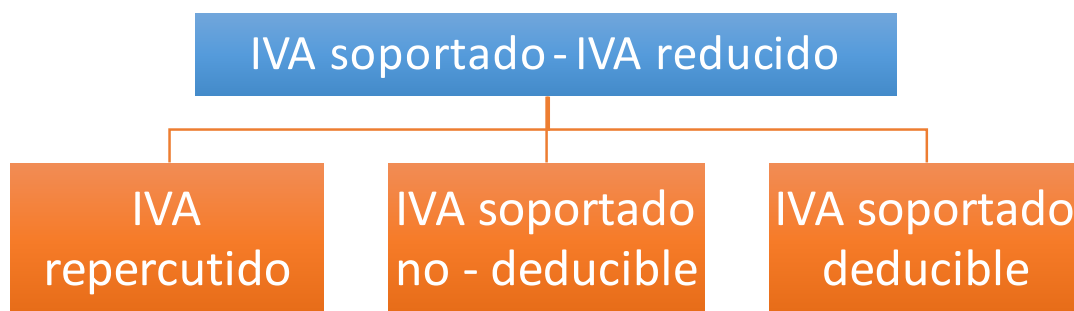 IVA soportado - IVA reducido
IVA
repercutido
IVA soportado
no - deducible
IVA soportado
deducible